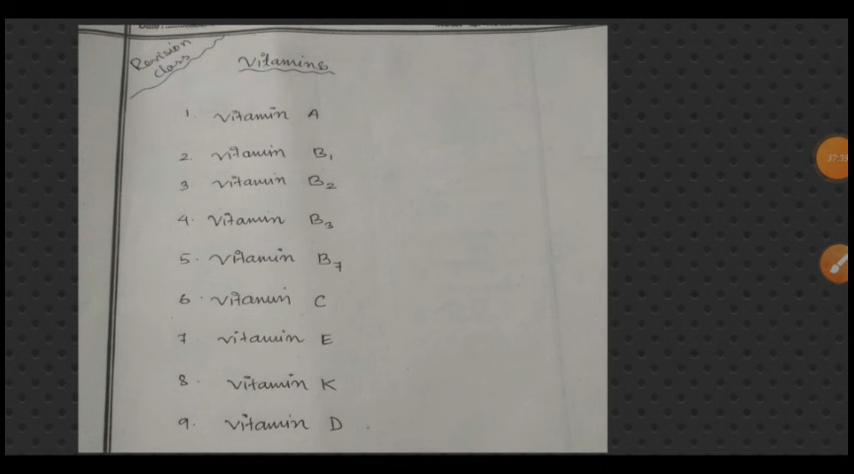 Revision
class
Vitamins
1. Vitamin A
2. Vitamin B₁
3 Vitamin B₂
4. Vitamin B₃
5. Vitamin B₇
6. Vitamin C
7 Vitamin E
8. Vitamin K
9. Vitamin D